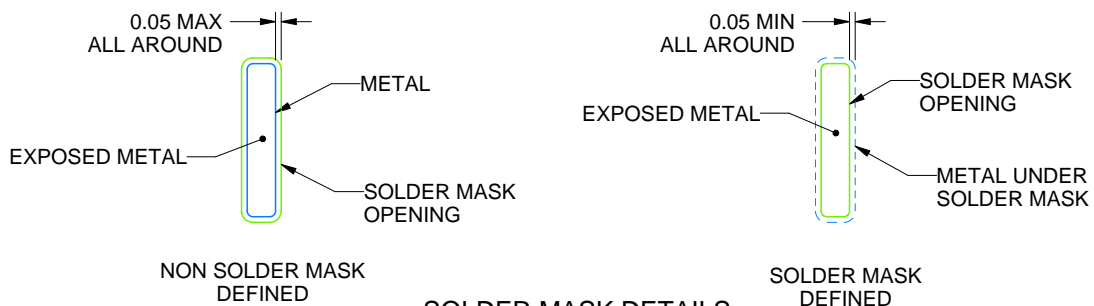 0.05 MAX
ALL AROUND
METAL
EXPOSED METAL
SOLDER MASK
OPENING
NON SOLDER MASK
DEFINED
0.05 MIN
ALL AROUND
SOLDER MASK
OPENING
EXPOSED METAL
METAL UNDER
SOLDER MASK
SOLDER MASK
DEFINED
SOLDER MASK DETAILS